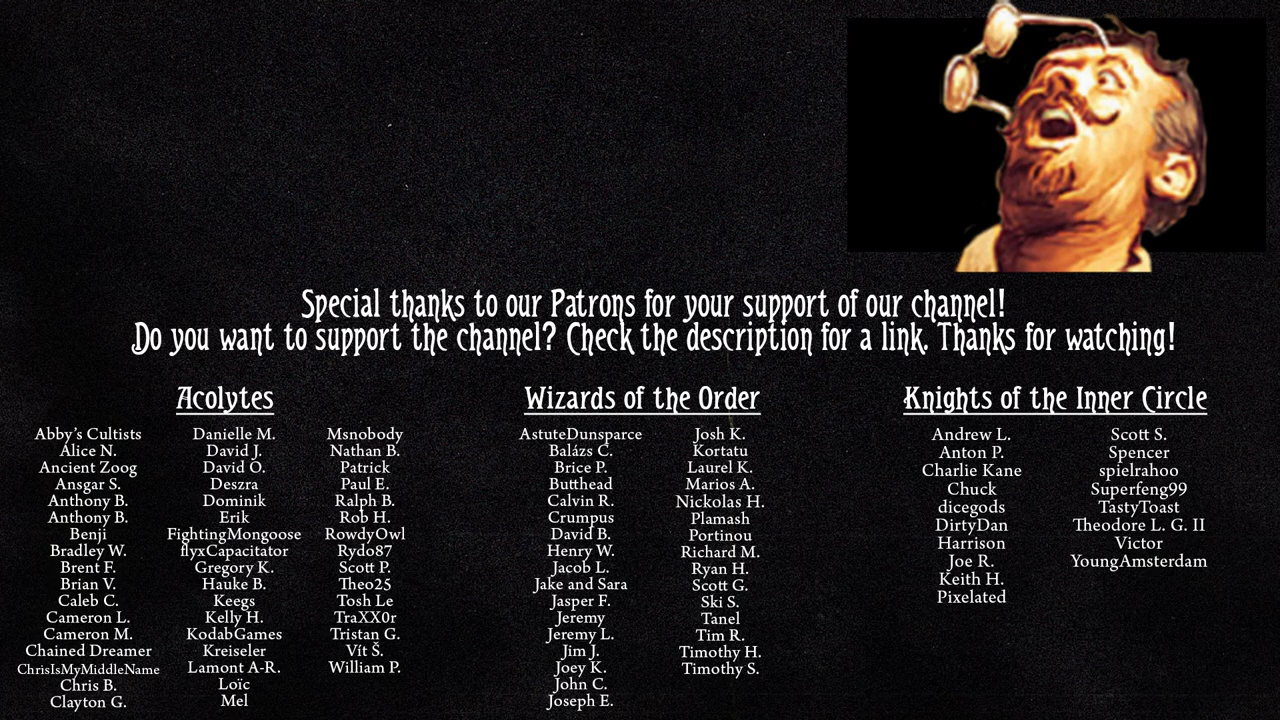 Special thanks to our Patrons for your support of our channel!
Do you want to support the channel? Check the description for a link. Thanks for watching!
Acolytes
Abby's Cultists
Alice N.
Ancient Zoog
Ansgar S.
Anthony B.
Anthony B.
Benji
Bradley W.
Brent F.
Brian V.
Caleb C.
Cameron L.
Cameron M.
Chained Dreamer
ChrisIsMyMiddleName
Chris B.
Clayton G.
Danielle M.
David J.
David O.
Deszra
Dominik
Erik
FightingMongoose
flyxCapacitator
Gregory K.
Hauke B.
Keegs
Kelly H.
KodabGames
Kreiseler
Lamont A-R.
Loïc
Mel
Msnobody
Nathan B.
Patrick
Paul E.
Ralph B.
Rob H.
RowdyOwl
Rydo87
Scott P.
Theo25
Tosh Le
TraXX0r
Tristan G.
Vít Š.
William P.
Wizards of the Order
AstuteDunsparce
Balázs C.
Brice P.
Butthead
Calvin R.
Crumpus
David B.
Henry W.
Jacob L.
Jake and Sara
Jasper F.
Jeremy
Jeremy L.
Jim J.
Joey K.
John C.
Joseph E.
Josh K.
Kortatu
Laurel K.
Marios A.
Nickolas H.
Plamash
Portinou
Richard M.
Ryan H.
Scott G.
Ski S.
Tanel
Tim R.
Timothy H.
Timothy S.
Knights of the Inner Circle
Andrew L.
Anton P.
Charlie Kane
Chuck
dicegods
DirtyDan
Harrison
Joe R.
Keith H.
Pixelated
Scott S.
Spencer
spielrahoo
Superfeng99
TastyToast
Theodore L. G. II
Victor
YoungAmsterdam